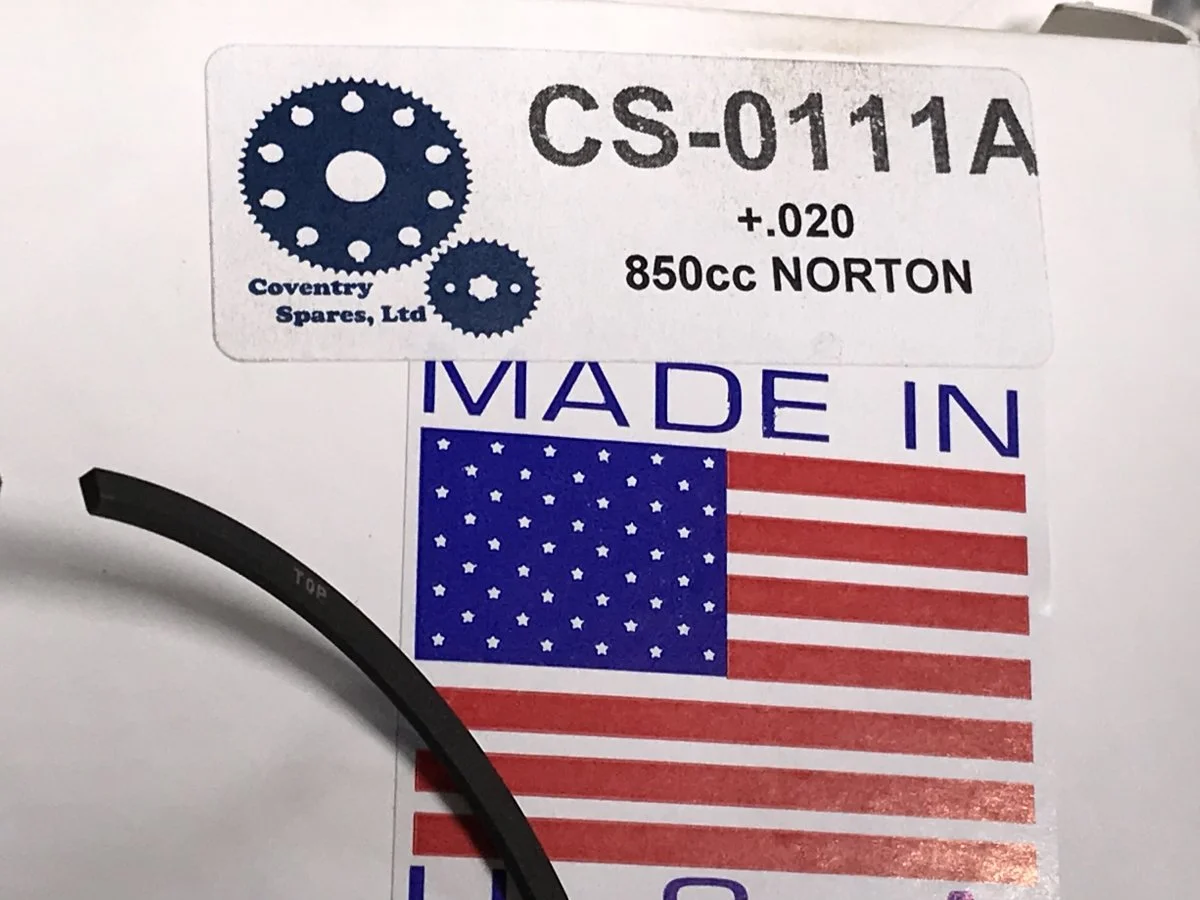 CS-0111A
+.020
850cc NORTON
Coventry
Spares, Ltd
MADE IN
TOP